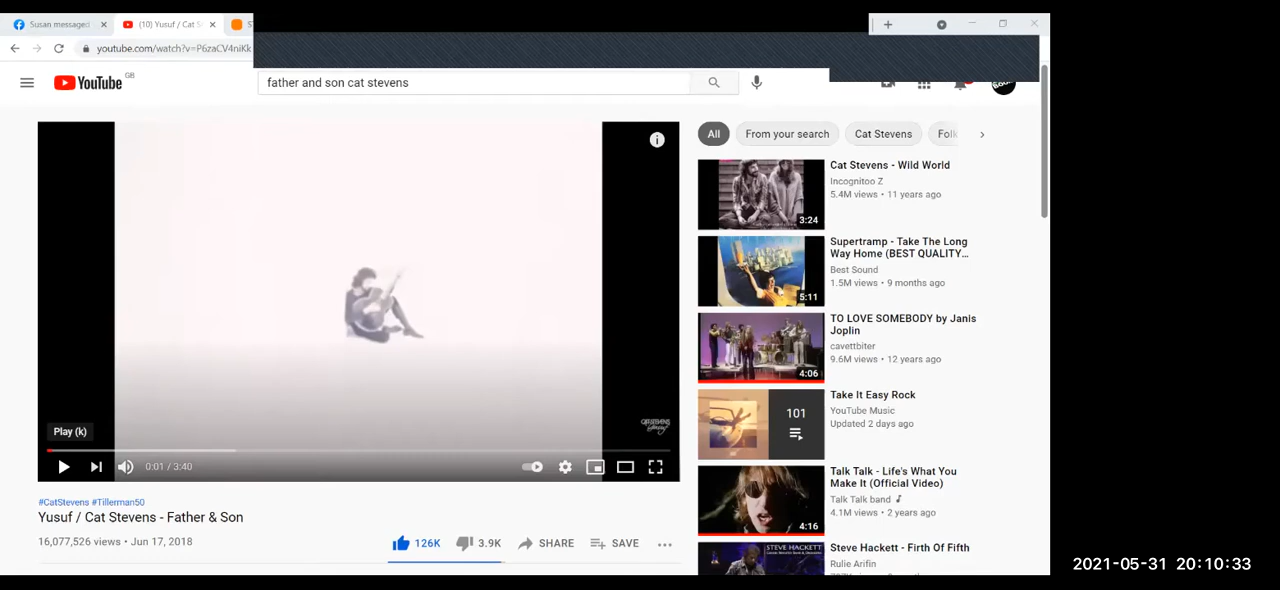 Susan messaged
(10) Yusuf / Cat S
youtube.com/watch?v=P6zaCV4niKk
YouTube GB
father and son cat stevens
All
From your search
Cat Stevens
Folk
Cat Stevens - Wild World
Incognitoo Z
5.4M views • 11 years ago
3:24
Supertramp - Take The Long
Way Home (BEST QUALITY...
Best Sound
1.5M views • 9 months ago
5:11
TO LOVE SOMEBODY by Janis
Joplin
cavettbiter
9.6M views • 12 years ago
4:06
Take It Easy Rock
YouTube Music
Updated 2 days ago
101
Talk Talk - Life's What You
Make It (Official Video)
Talk Talk band
4.1M views • 2 years ago
4:16
Steve Hackett - Firth Of Fifth
Rulie Arifin
STEVE HACKETT
Play (k)
0:01 / 3:40
#CatStevens #Tillerman50
Yusuf / Cat Stevens - Father & Son
16,077,526 views • Jun 17, 2018
126K
3.9K
SHARE
SAVE
2021-05-31 20:10:33